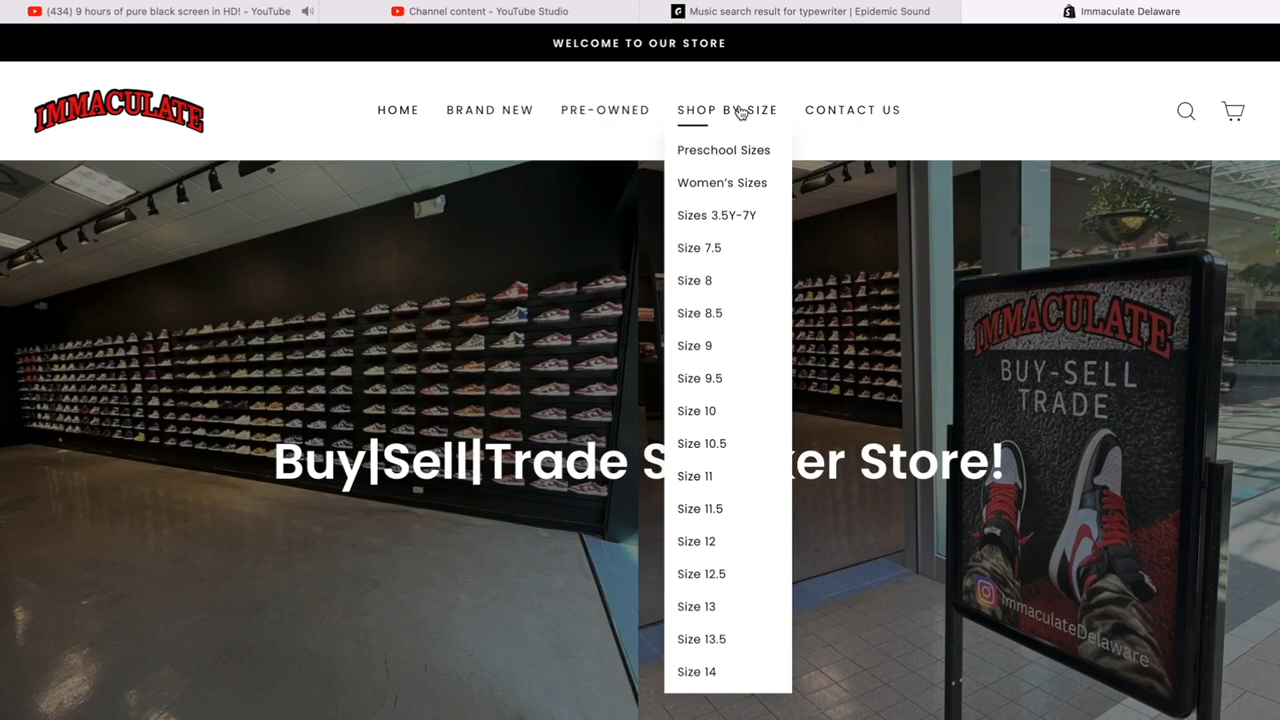 (434) 9 hours of pure black screen in HD! - YouTube
Channel content - YouTube Studio
Music search result for typewriter | Epidemic Sound
Immaculate Delaware
WELCOME TO OUR STORE
IMMACULATE
HOME
BRAND NEW
PRE-OWNED
SHOP BY SIZE
CONTACT US
Preschool Sizes
Women’s Sizes
Sizes 3.5Y-7Y
Size 7.5
Size 8
Size 8.5
Size 9
Size 9.5
Size 10
Size 10.5
Size 11
Size 11.5
Size 12
Size 12.5
Size 13
Size 13.5
Size 14
Buy|Sell|Trade S ker Store!
IMMACULATE
BUY-SELL
TRADE
ImmaculateDelaware